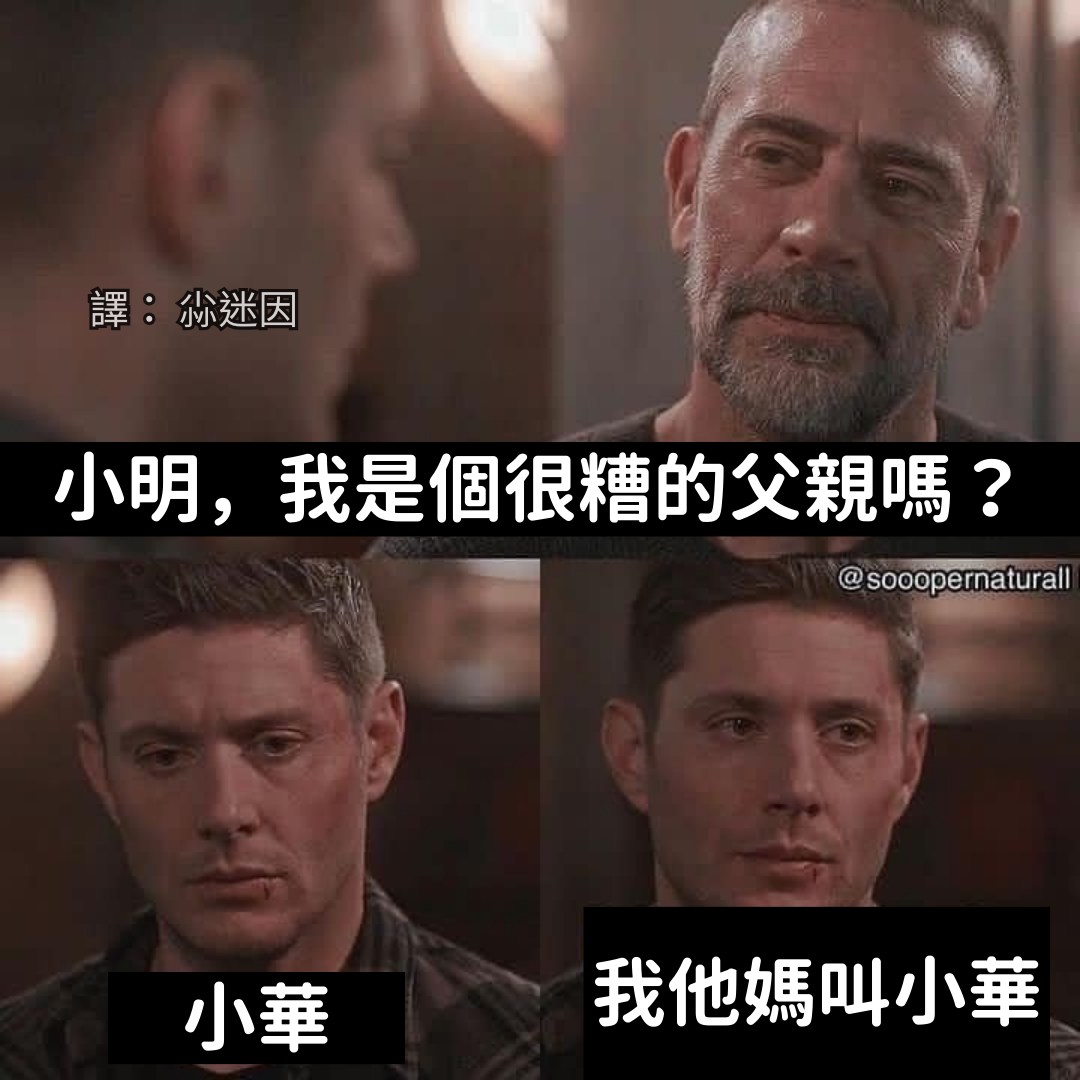 譯：尛迷因
小明，我是個很糟的父親嗎？
@sooopernaturall
小華
我他媽叫小華